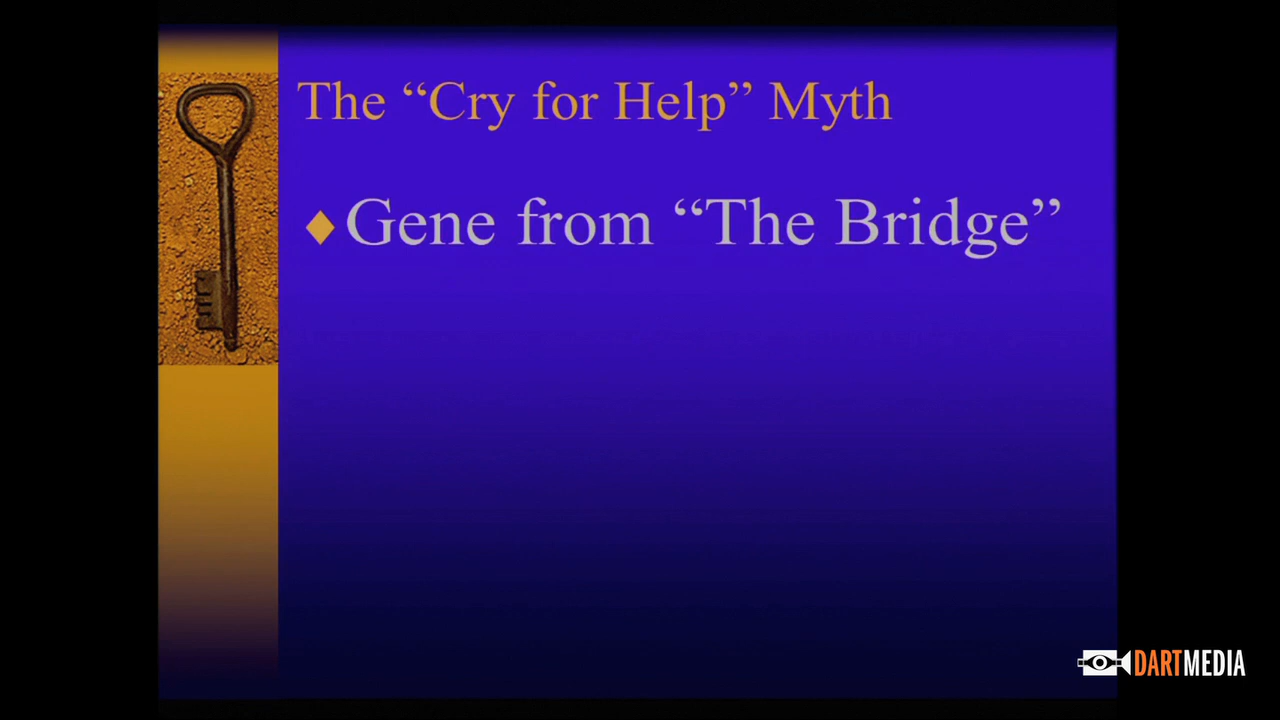 The “Cry for Help” Myth
Gene from “The Bridge”
DARTMEDIA